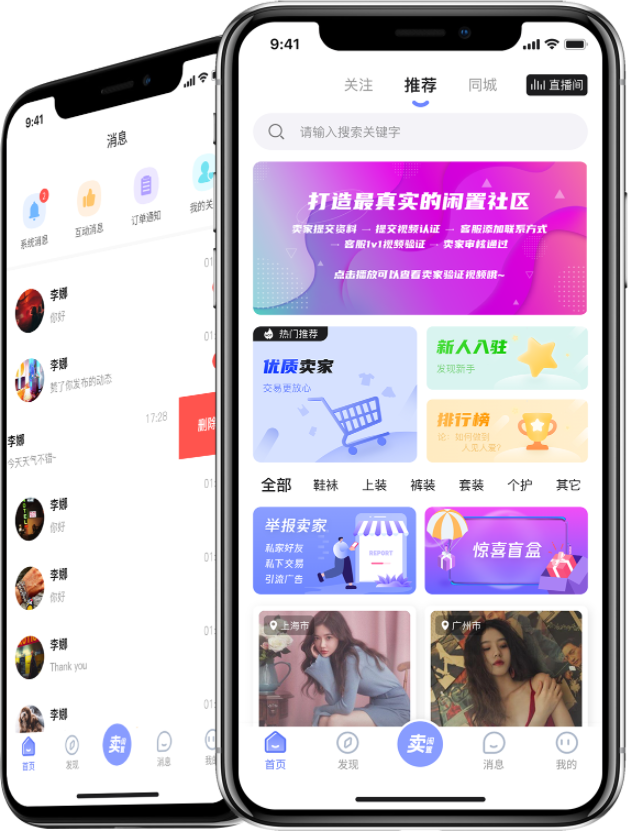 9:41
消息
2
系统消息
互动消息
订单通知
我的关
01
李娜
你好
01
李娜
赞了你发布的动态
17:28
删除
李娜
今天天气不错~
01
李娜
你好
01
李娜
你好
01
李娜
Thank you
01
李娜
首页
发现
卖闲置
消息
我的
9:41
关注
推荐
同城
直播间
请输入搜索关键字
打造最真实的闲置社区
卖家提交资料 → 提交视频认证 → 客服添加联系方式
→ 客服1v1视频验证 → 卖家审核通过
点击播放可以查看卖家验证视频哦~
热门推荐
优质卖家
交易更放心
新人入驻
发现新手
排行榜
论:如何做到
人至人爱?
全部 鞋袜 上装 裤装 套装 个护 其它
举报卖家
私家好友
私下交易
引流广告
REPORT
惊喜盲盒
上海市
广州市
首页
发现
卖闲置
消息
我的